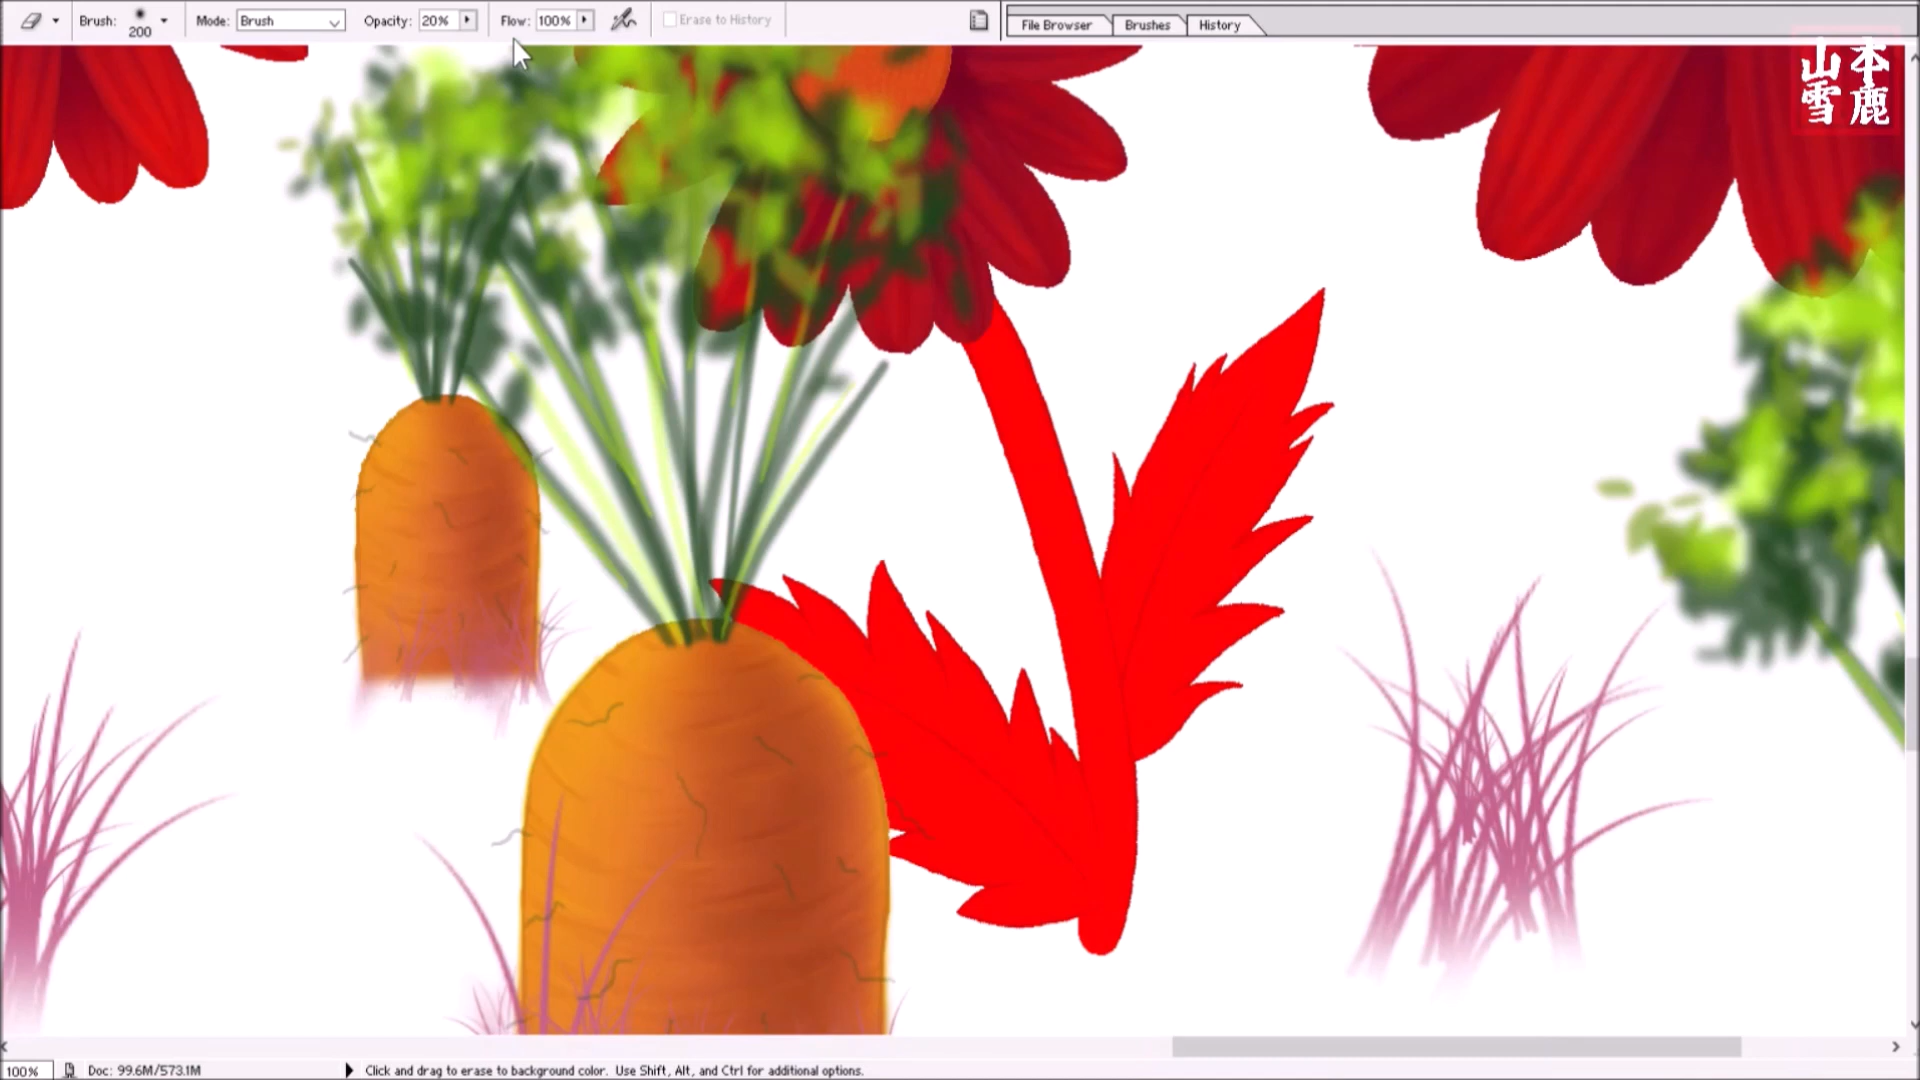 Brush: 200 Mode: Brush Opacity: 20% Flow: 100% Erase to History
File Browser Brushes History
山本
雪鹿
100% Doc: 99.6M/573.1M Click and drag to erase to background color. Use Shift, Alt, and Ctrl for additional options.